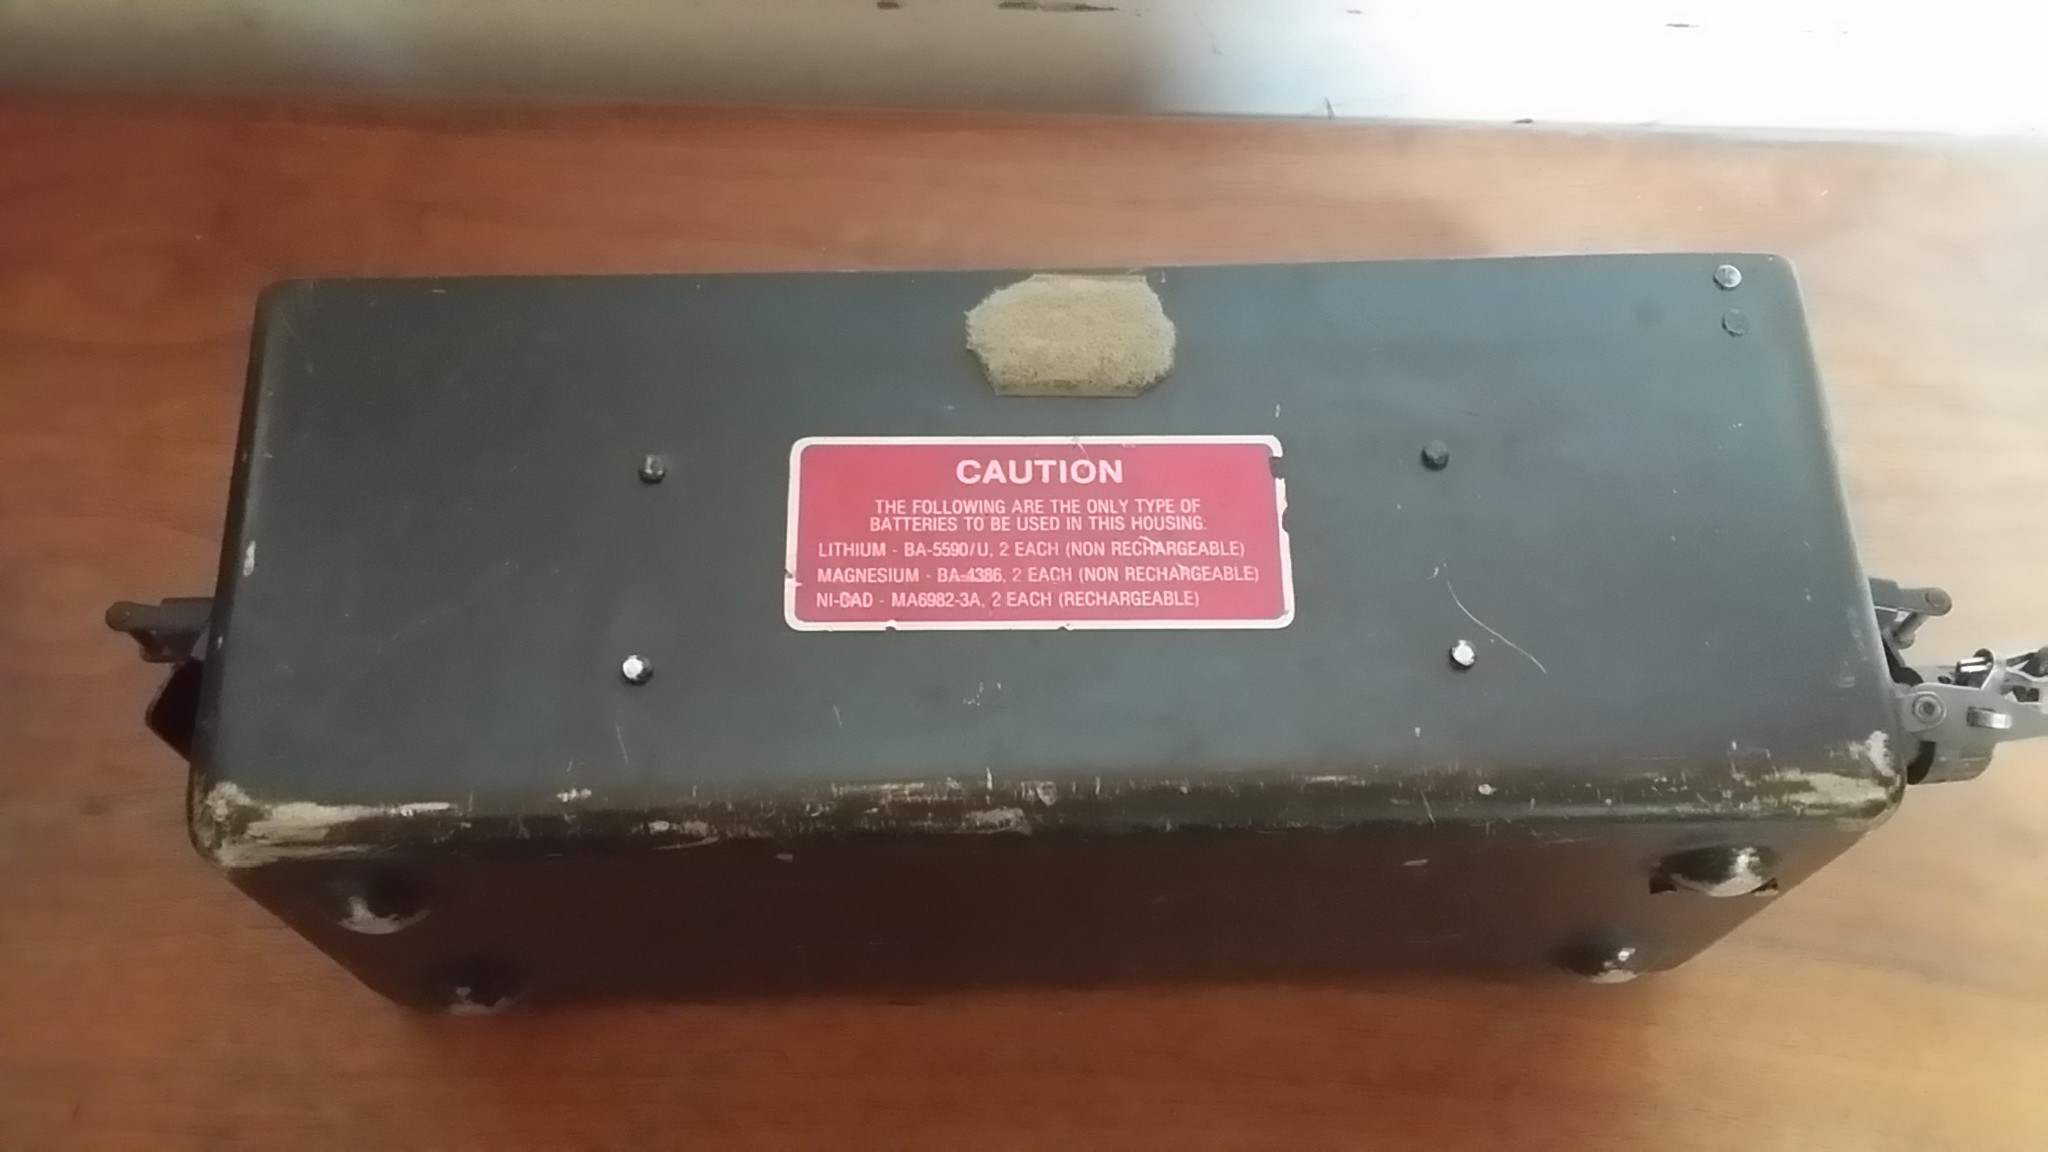 CAUTION
THE FOLLOWING ARE THE ONLY TYPE OF
BATTERIES TO BE USED IN THIS HOUSING.
LITHIUM - BA-5590/U, 2 EACH (NON RECHARGEABLE)
MAGNESIUM - BA-4386, 2 EACH (NON RECHARGEABLE)
NI-CAD - MA6982-3A, 2 EACH (RECHARGEABLE)